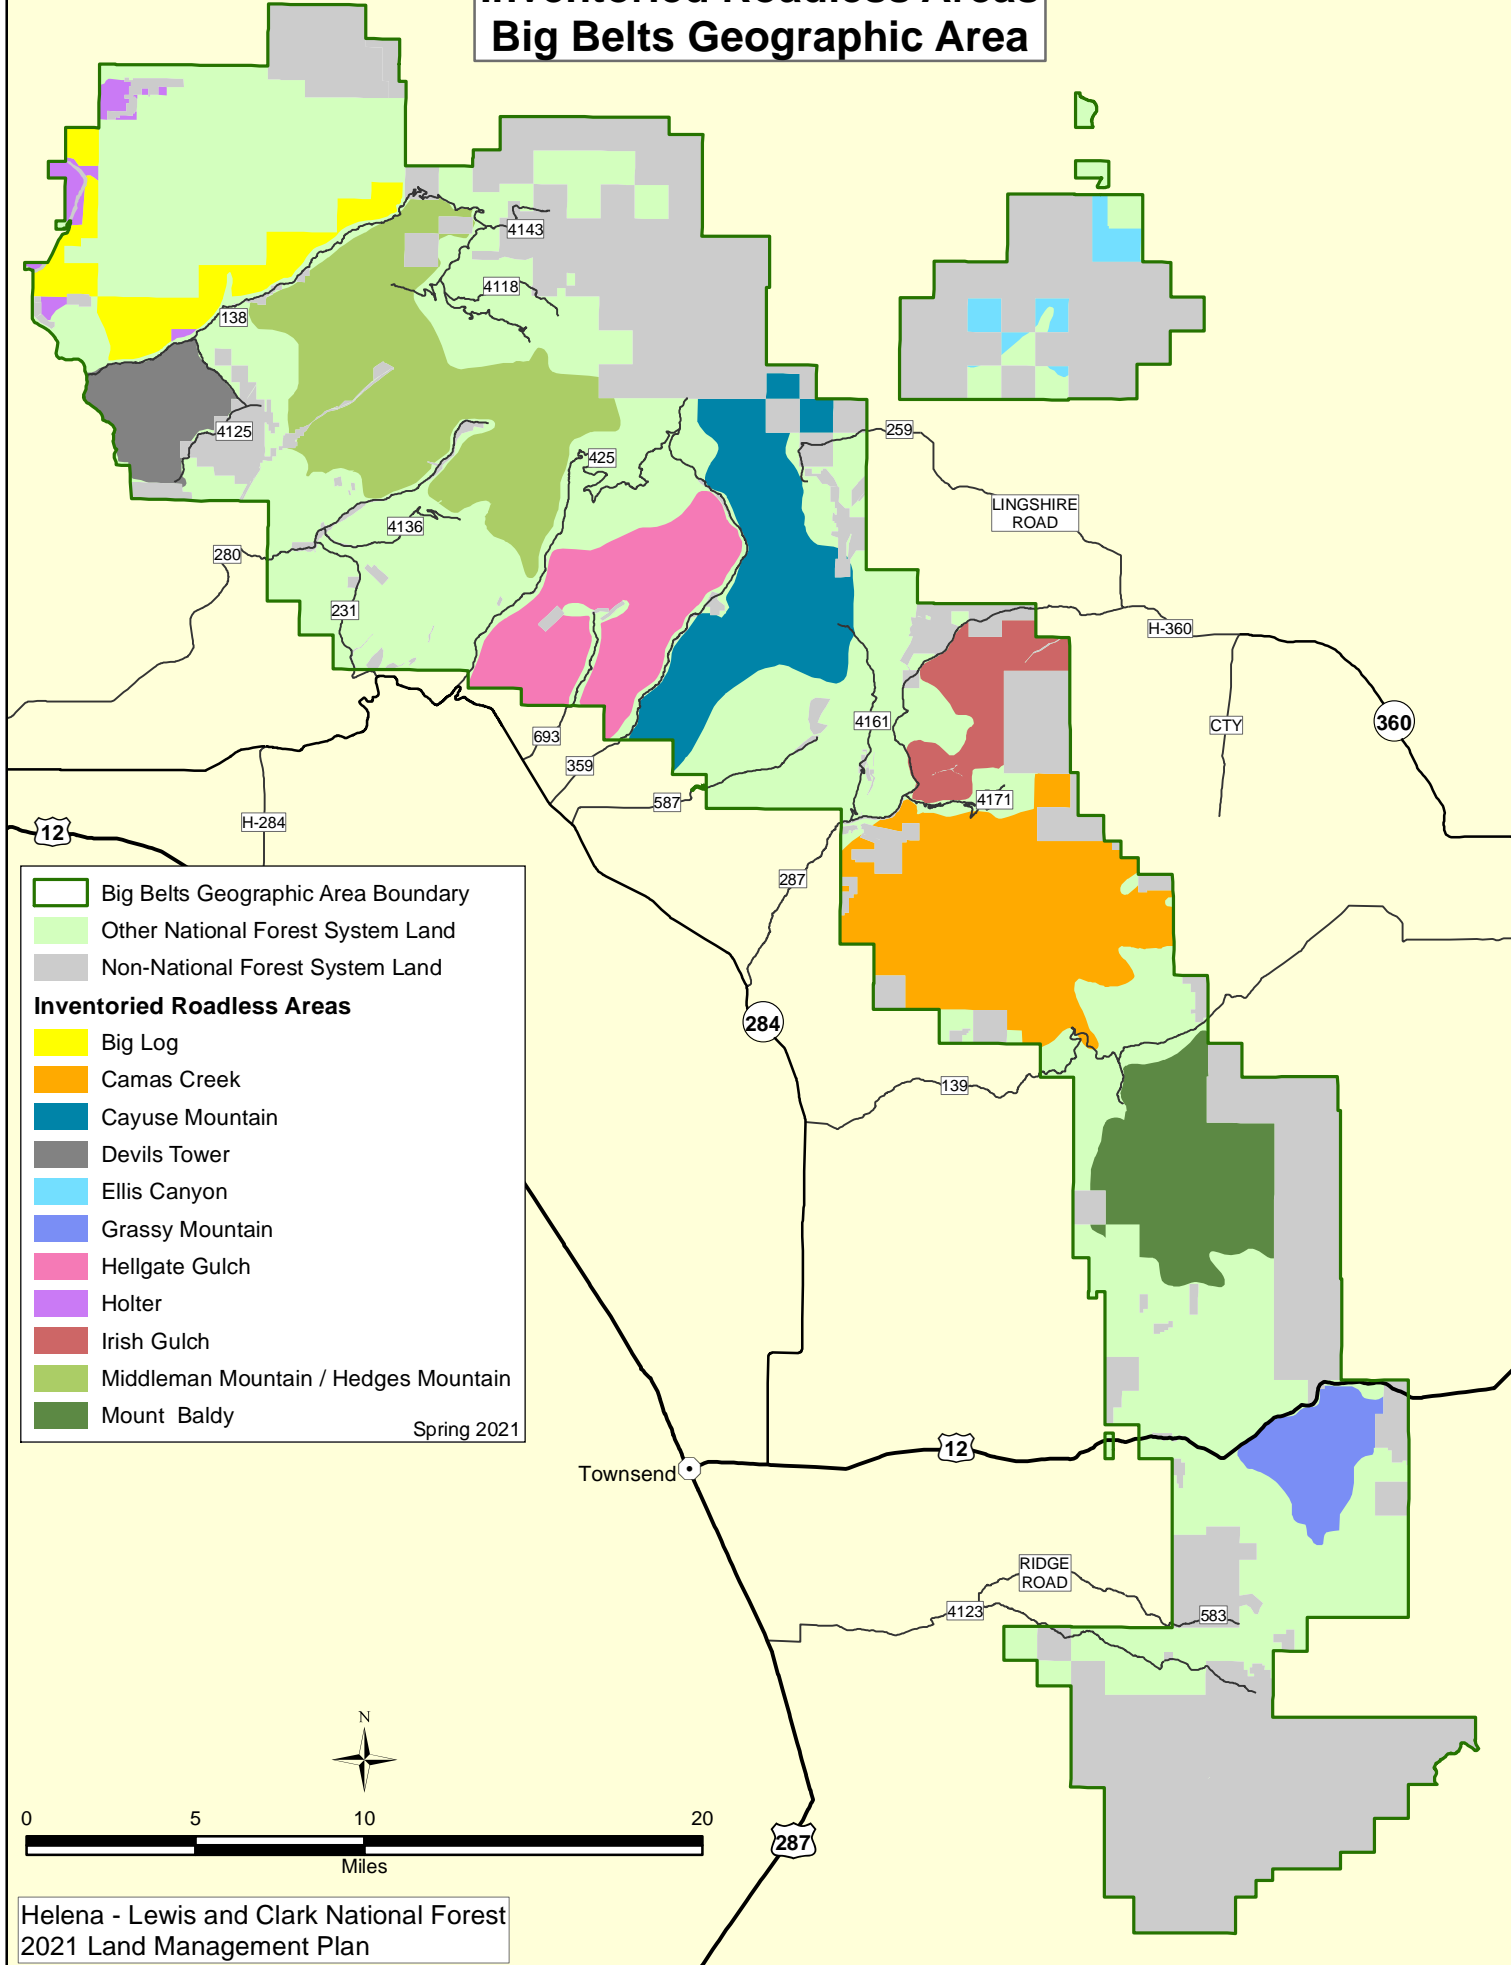 Inventoried Roadless Areas
Big Belts Geographic Area
4143
4118
138
4125
259
425
LINGSHIRE
ROAD
4136
280
231
H-360
4161
360
CTY
693
359
587
4171
H-284
12
287
284
139
Big Belts Geographic Area Boundary
Other National Forest System Land
Non-National Forest System Land
Inventoried Roadless Areas
Big Log
Camas Creek
Cayuse Mountain
Devils Tower
Ellis Canyon
Grassy Mountain
Hellgate Gulch
Holter
Irish Gulch
Middleman Mountain / Hedges Mountain
Mount Baldy
Spring 2021
12
Townsend
RIDGE
ROAD
4123
583
N
0 5 10 20
Miles
287
Helena - Lewis and Clark National Forest
2021 Land Management Plan